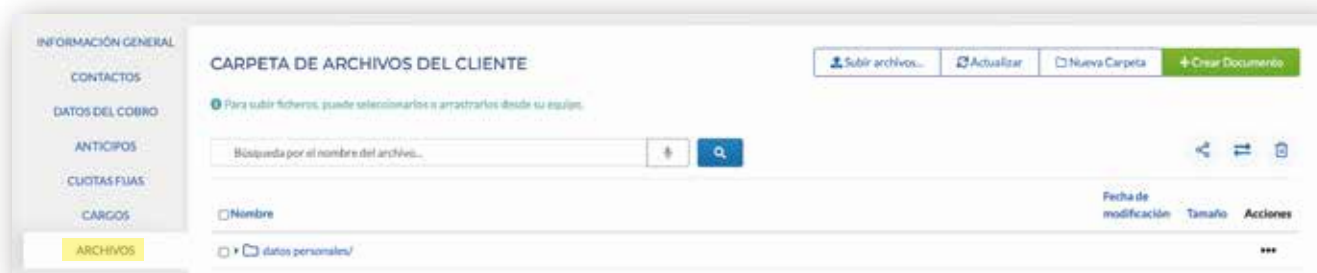 INFORMACIÓN GENERAL
CONTACTOS
DATOS DEL COBRO
ANTICIPOS
CUOTAS FIJAS
CARGOS
ARCHIVOS
CARPETA DE ARCHIVOS DEL CLIENTE
Subir archivos...
Actualizar
Nueva Carpeta
+Crear Documento
Para subir ficheros, puede seleccionarlos o arrastrarlos desde su equipo.
Búsqueda por el nombre del archivo...
Nombre
Fecha de
modificación
Tamaño
Acciones
datos personales/